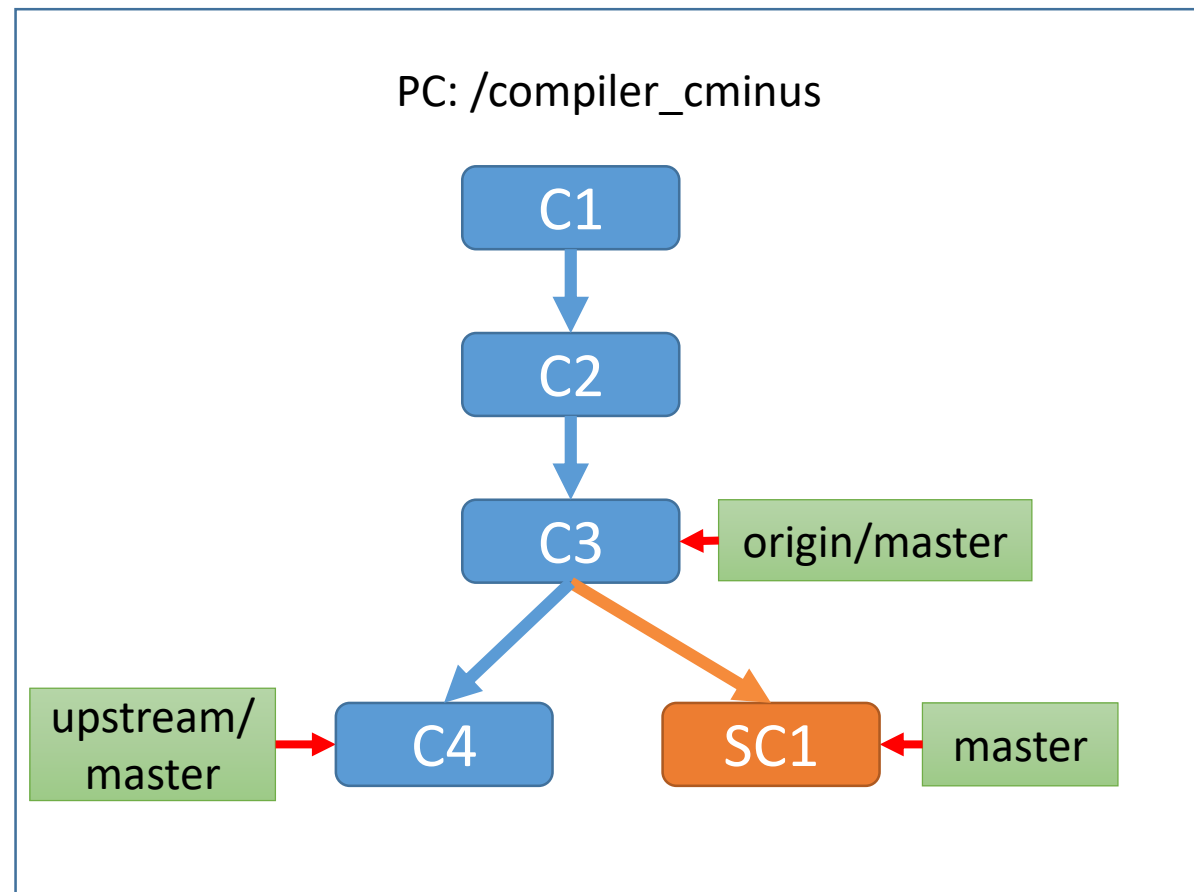 PC: /compiler_cminus
C1
C2
C3
origin/master
upstream/
master
C4
SC1
master